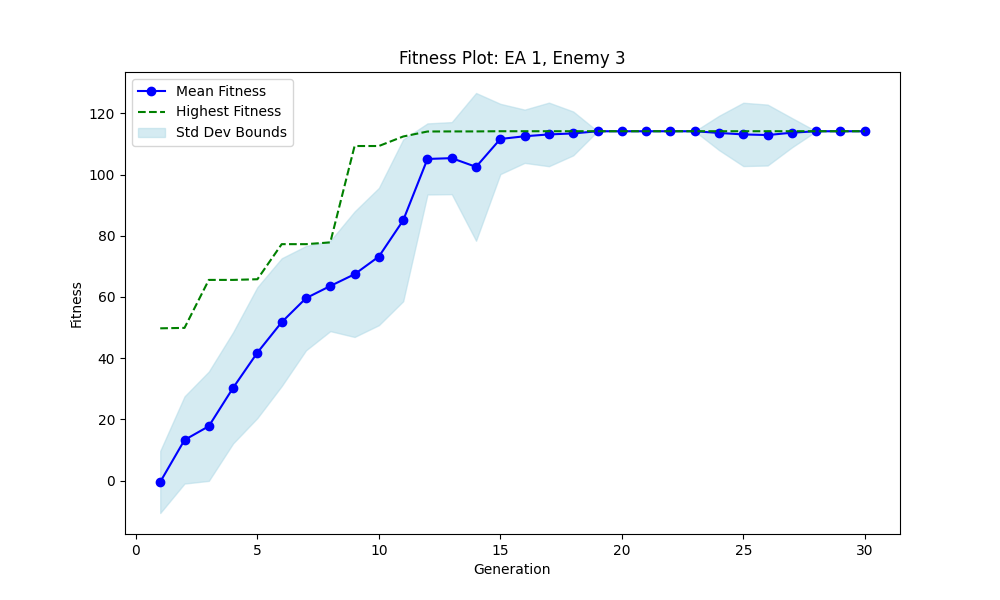 Fitness Plot: EA 1, Enemy 3
Mean Fitness
Highest Fitness
Std Dev Bounds
Fitness
120
100
80
60
40
20
0
0 5 10 15 20 25 30
Generation